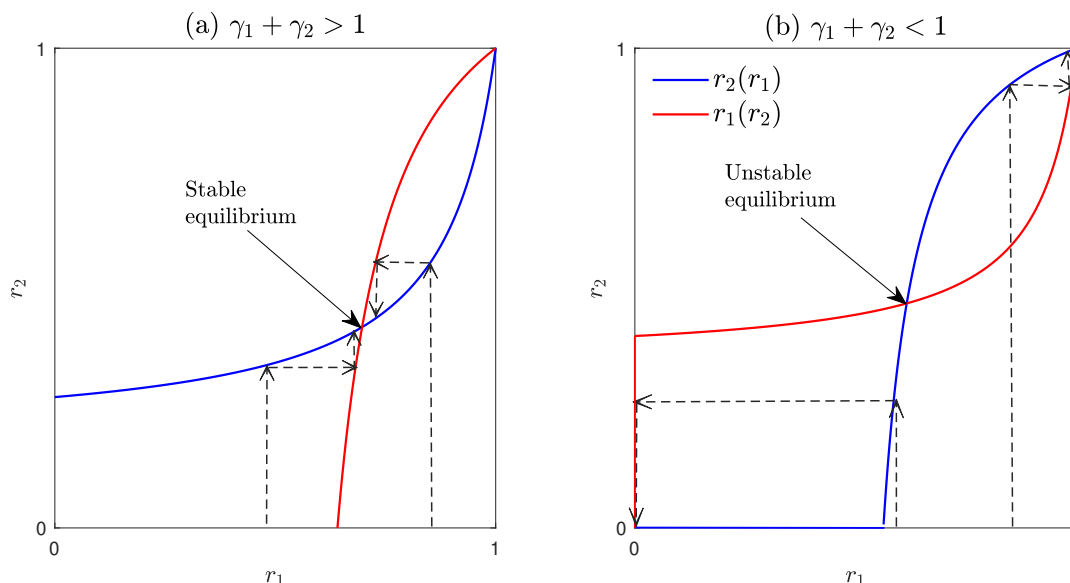 (a) γ₁ + γ₂ > 1
1
r₂
Stable
equilibrium
0
0
r₁
1
(b) γ₁ + γ₂ < 1
1
r₂(r₁)
r₁(r₂)
Unstable
equilibrium
r₂
0
0
r₁